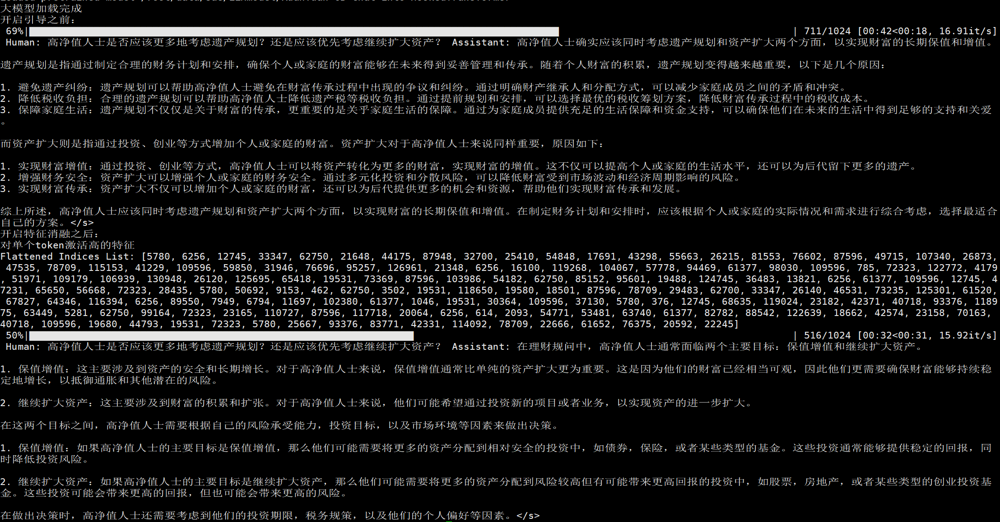 大模型加载完成
开启引导之前:
69%| | 711/1024 [00:42<00:18, 16.91it/s]
Human: 高净值人士是否应该更多地考虑遗产规划？还是应该优先考虑继续扩大资产？ Assistant: 高净值人士确实应该同时考虑遗产规划和资产扩大两个方面，以实现财富的长期保值和增值。
遗产规划是指通过制定合理的财务计划和安排，确保个人或家庭的财富能够在未来得到妥善管理和传承。随着个人财富的积累，遗产规划变得越来越重要，以下是几个原因：
1. 避免遗产纠纷：遗产规划可以帮助高净值人士避免在财富传承过程中出现的争议和纠纷。通过明确财产继承人和分配方式，可以减少家庭成员之间的矛盾和冲突。
2. 降低税收负担：合理的遗产规划可以帮助高净值人士降低遗产税等税收负担。通过提前规划和安排，可以选择最优的税收筹划方案，降低财富传承过程中的税收成本。
3. 保障家庭生活：遗产规划不仅仅是关于财富的传承，更重要的是关乎家庭生活的保障。通过为家庭成员提供充足的生活保障和资金支持，可以确保他们在未来的生活中得到足够的支持和关爱
。
而资产扩大则是指通过投资、创业等方式增加个人或家庭的财富。资产扩大对于高净值人士来说同样重要，原因如下：
1. 实现财富增值：通过投资、创业等方式，高净值人士可以将资产转化为更多的财富，实现财富的增值。这不仅可以提高个人或家庭的生活水平，还可以为后代留下更多的遗产。
2. 增强财务安全：资产扩大可以增强个人或家庭的财务安全。通过多元化投资和分散风险，可以降低财富受到市场波动和经济周期影响的风险。
3. 实现财富传承：资产扩大不仅可以增加个人或家庭的财富，还可以为后代提供更多的机会和资源，帮助他们实现财富传承和发展。
综上所述，高净值人士应该同时考虑遗产规划和资产扩大两个方面，以实现财富的长期保值和增值。在制定财务计划和安排时，应该根据个人或家庭的实际情况和需求进行综合考虑，选择最适合
自己的方案。</s>
开启特征消融之后:
对单个token激活高的特征
Flattened Indices List: [5780, 6256, 12745, 33347, 62750, 21648, 44175, 87948, 32700, 25410, 54848, 17691, 43298, 55663, 26215, 81553, 76602, 87596, 49715, 107340, 26873,
47535, 78709, 115153, 41229, 109596, 59850, 31946, 76696, 95257, 126961, 21348, 6256, 16100, 119268, 104067, 57778, 94469, 61377, 98030, 109596, 785, 72323, 122772, 4179
, 51971, 109179, 106939, 130948, 26120, 125695, 65418, 19531, 73369, 87596, 103986, 54182, 62750, 85152, 95601, 19488, 124745, 36483, 13821, 6256, 61377, 109596, 12745, 4
7231, 65650, 56668, 72323, 28435, 5780, 50692, 9153, 462, 62750, 3502, 19531, 118650, 19580, 18501, 87596, 78709, 29483, 62700, 33347, 26140, 46531, 73235, 125301, 61520,
67827, 64346, 116394, 6256, 89550, 7949, 6794, 11697, 102380, 61377, 1046, 19531, 30364, 109596, 37130, 5780, 376, 12745, 68635, 119024, 23182, 42371, 40718, 93376, 1189
75, 63449, 5281, 62750, 99164, 72323, 23165, 110727, 87596, 117718, 20064, 6256, 614, 2093, 54771, 53481, 63740, 61377, 82782, 88542, 122639, 18662, 42574, 23158, 70163,
40718, 109596, 19680, 44793, 19531, 72323, 5780, 25667, 93376, 83771, 42331, 114092, 78709, 22666, 61652, 76375, 20592, 22245]
50%| | 516/1024 [00:32<00:31, 15.92it/s]
Human: 高净值人士是否应该更多地考虑遗产规划？还是应该优先考虑继续扩大资产？ Assistant: 在理财规问中，高净值人士通常面临两个主要目标：保值增值和继续扩大资产。
1. 保值增值：这主要涉及到资产的安全和长期增长。对于高净值人士来说，保值增值通常比单纯的资产扩大更为重要。这是因为他们的财富已经相当可观，因此他们更需要确保财富能够持续稳
定地增长，以抵御通胀和其他潜在的风险。
2. 继续扩大资产：这主要涉及到财富的积累和扩张。对于高净值人士来说，他们可能希望通过投资新的项目或者业务，以实现资产的进一步扩大。
在这两个目标之间，高净值人士需要根据自己的风险承受能力，投资目标，以及市场环境等因素来做出决策。
1. 保值增值：如果高净值人士的主要目标是保值增值，那么他们可能需要将更多的资产分配到相对安全的投资中，如债券，保险，或者某些类型的基金。这些投资通常能够提供稳定的回报，同
时降低投资风险。
2. 继续扩大资产：如果高净值人士的主要目标是继续扩大资产，那么他们可能需要将更多的资产分配到风险较高但有可能带来更高回报的投资中，如股票，房地产，或者某些类型的创业投资基
金。这些投资可能会带来更高的回报，但也可能会带来更高的风险。
在做出决策时，高净值人士还需要考虑到他们的投资期限，税务规策，以及他们的个人偏好等因素。</s>